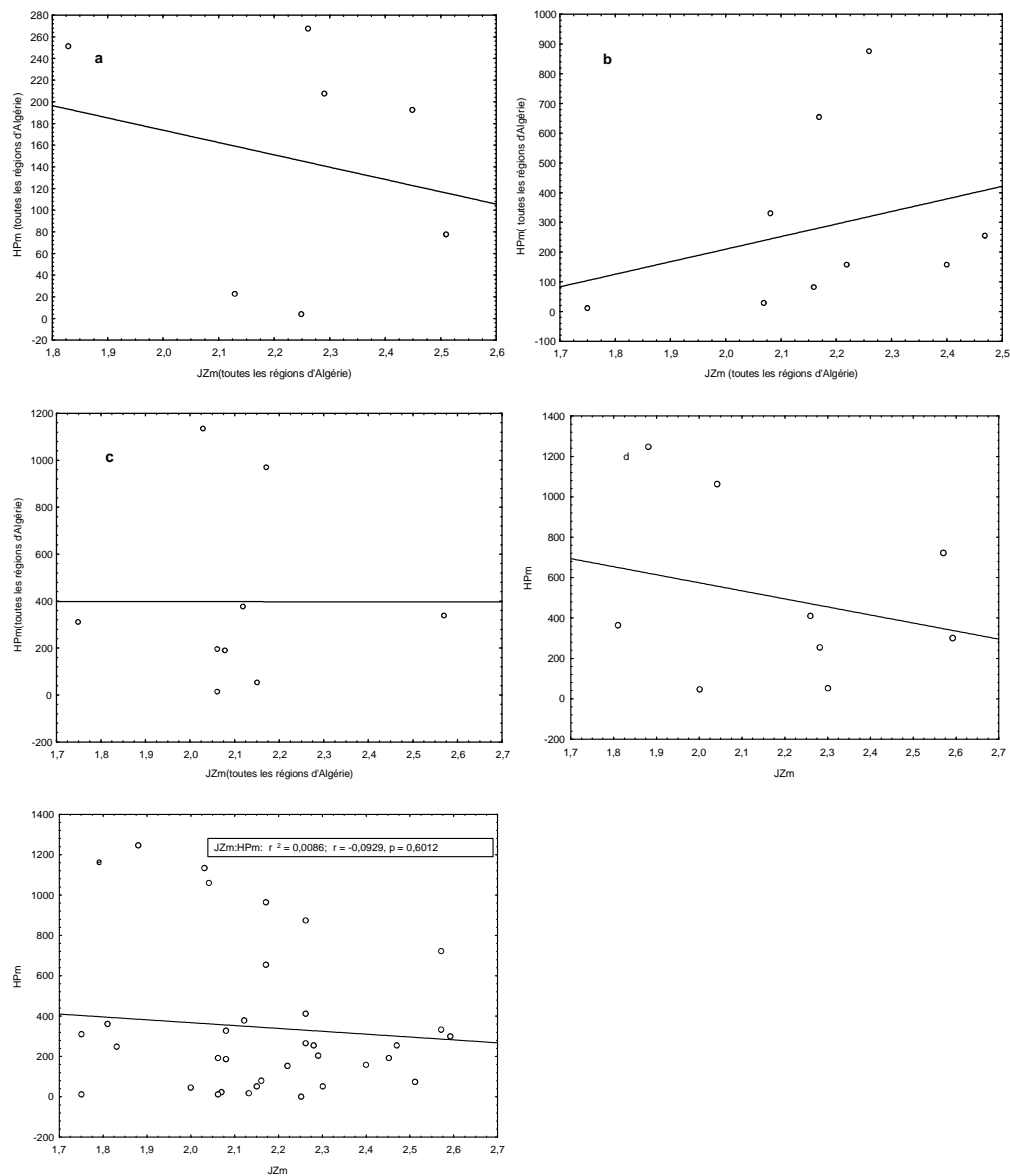 280
260
240
220
200
180
160
140
120
100
80
60
40
20
0
-20
HPm (toutes les régions d'Algérie)
a
1,8 1,9 2,0 2,1 2,2 2,3 2,4 2,5 2,6
JZm(toutes les régions d'Algérie)
1000
900
800
700
600
500
400
300
200
100
0
-100
HPm( toutes les régions d'Algérie)
b
1,7 1,8 1,9 2,0 2,1 2,2 2,3 2,4 2,5
JZm (toutes les régions d'Algérie)
1200
1000
800
600
400
200
0
-200
HPm(toutes les régions d'Algérie)
c
1,7 1,8 1,9 2,0 2,1 2,2 2,3 2,4 2,5 2,6 2,7
JZm(toutes les régions d'Algérie)
1400
1200
1000
800
600
400
200
0
-200
HPm
d
1,7 1,8 1,9 2,0 2,1 2,2 2,3 2,4 2,5 2,6 2,7
JZm
1400
1200
1000
800
600
400
200
0
-200
HPm
e
JZm:HPm: r ² = 0,0086; r = -0,0929, p = 0,6012
1,7 1,8 1,9 2,0 2,1 2,2 2,3 2,4 2,5 2,6 2,7
JZm